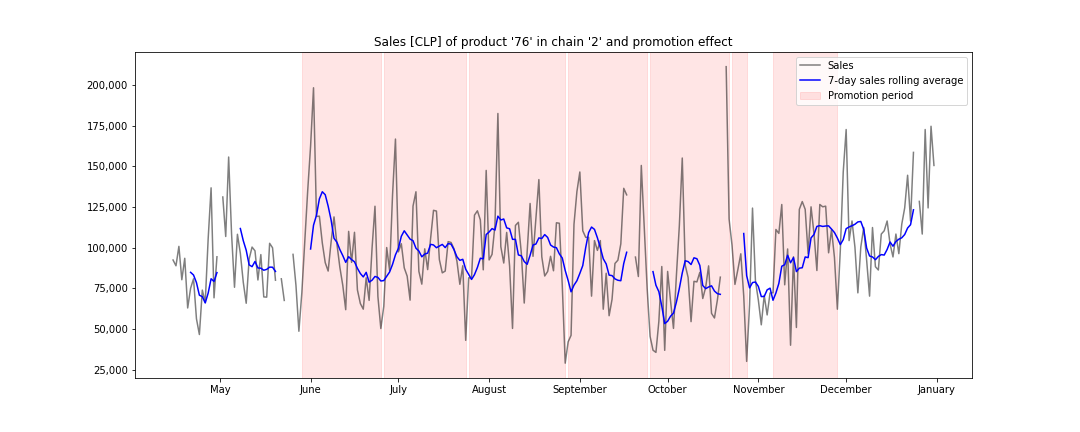 Sales [CLP] of product '76' in chain '2' and promotion effect
Sales
7-day sales rolling average
Promotion period
200,000
175,000
150,000
125,000
100,000
75,000
50,000
25,000
May June July August September October November December January